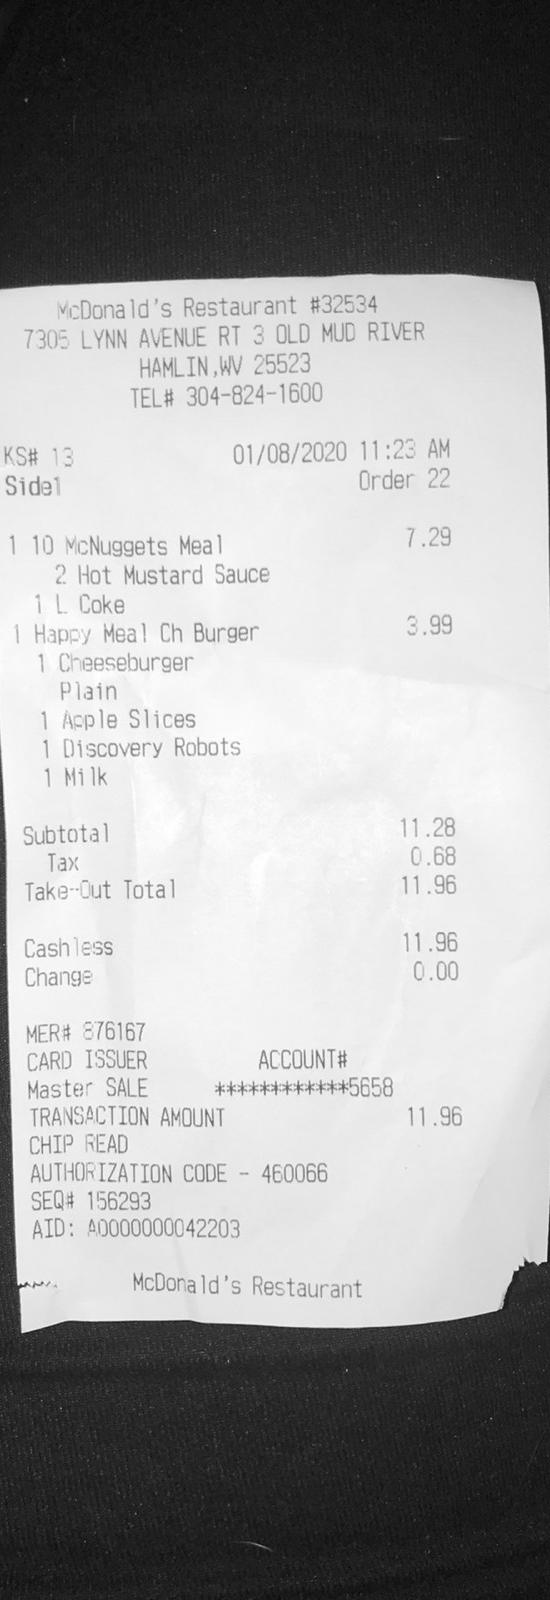 McDonald's Restaurant #32534
7305 LYNN AVENUE RT 3 OLD MUD RIVER
HAMLIN,WV 25523
TEL# 304-824-1600
KS# 13 01/08/2020 11:23 AM
Side1 Order 22
1 10 McNuggets Meal 7.29
2 Hot Mustard Sauce
1 L Coke
1 Happy Meal Ch Burger 3.99
1 Cheeseburger
Plain
1 Apple Slices
1 Discovery Robots
1 Milk
Subtotal 11.28
Tax 0.68
Take-Out Total 11.96
Cashless 11.96
Change 0.00
MER# 876167
CARD ISSUER ACCOUNT#
Master SALE ************5658
TRANSACTION AMOUNT 11.96
CHIP READ
AUTHORIZATION CODE - 460066
SEQ# 156293
AID: A0000000042203
McDonald's Restaurant